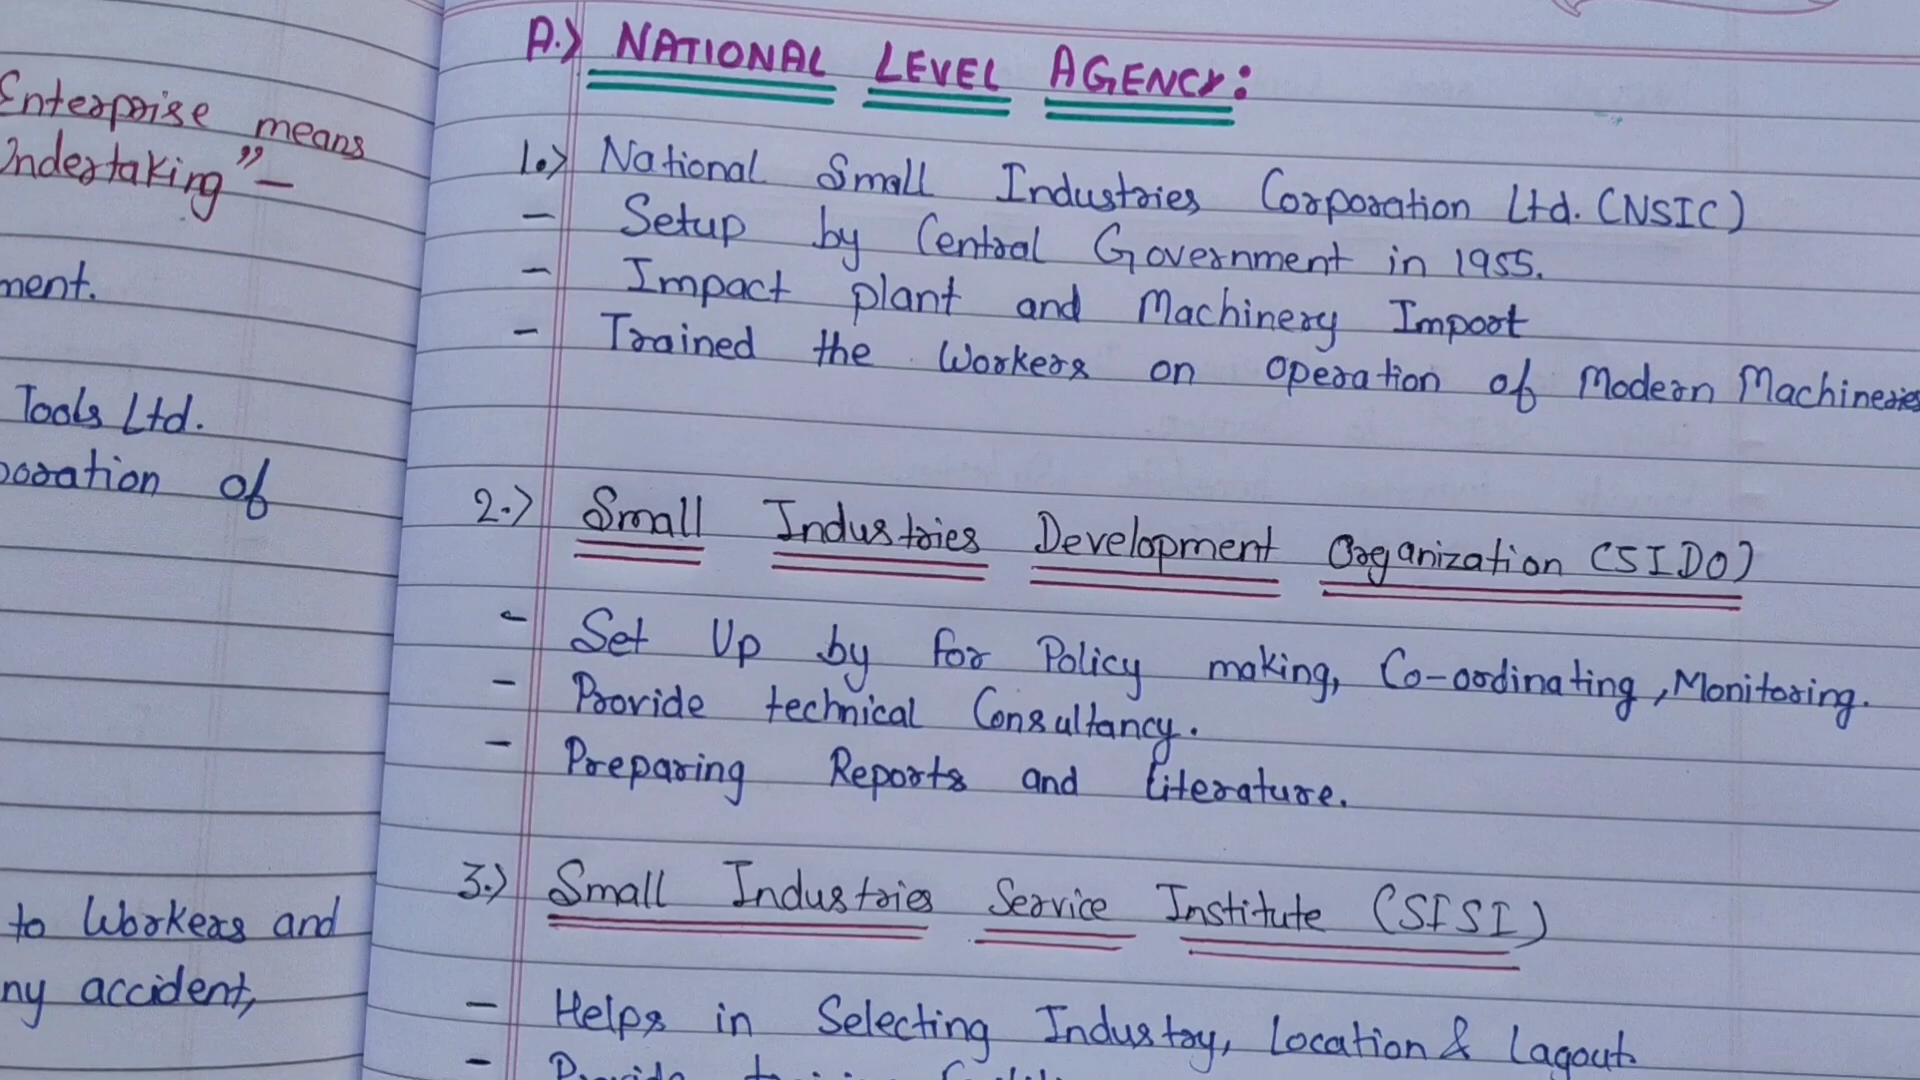 Enterprise means
Undertaking" –
ment.
Tools Ltd.
poration of
to Workers and
ny accident,
A.) NATIONAL LEVEL AGENCY:
1.) National Small Industries Corporation Ltd. (NSIC)
- Setup by Central Government in 1955.
- Impact plant and Machinery Import
- Trained the Workers on operation of Modern Machineries
2.) Small Industries Development Organization (SIDO)
- Set Up by for Policy making, Co-ordinating, Monitoring.
- Provide technical Consultancy.
- Preparing Reports and literature.
3.) Small Industries Service Institute (SISI)
- Helps in Selecting Industry, Location & Lagout.
- Provide